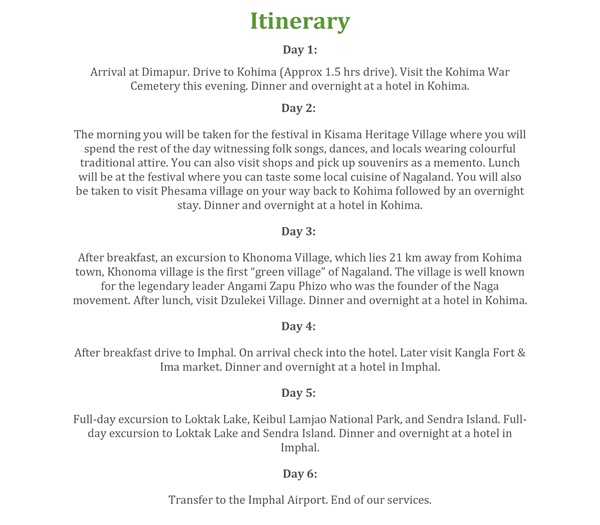 Itinerary
Day 1:
Arrival at Dimapur. Drive to Kohima (Approx 1.5 hrs drive). Visit the Kohima War
Cemetery this evening. Dinner and overnight at a hotel in Kohima.
Day 2:
The morning you will be taken for the festival in Kisama Heritage Village where you will
spend the rest of the day witnessing folk songs, dances, and locals wearing colourful
traditional attire. You can also visit shops and pick up souvenirs as a memento. Lunch
will be at the festival where you can taste some local cuisine of Nagaland. You will also
be taken to visit Phesama village on your way back to Kohima followed by an overnight
stay. Dinner and overnight at a hotel in Kohima.
Day 3:
After breakfast, an excursion to Khonoma Village, which lies 21 km away from Kohima
town, Khonoma village is the first “green village” of Nagaland. The village is well known
for the legendary leader Angami Zapu Phizo who was the founder of the Naga
movement. After lunch, visit Dzulekei Village. Dinner and overnight at a hotel in Kohima.
Day 4:
After breakfast drive to Imphal. On arrival check into the hotel. Later visit Kangla Fort &
Ima market. Dinner and overnight at a hotel in Imphal.
Day 5:
Full-day excursion to Loktak Lake, Keibul Lamjao National Park, and Sendra Island. Full-
day excursion to Loktak Lake and Sendra Island. Dinner and overnight at a hotel in
Imphal.
Day 6:
Transfer to the Imphal Airport. End of our services.